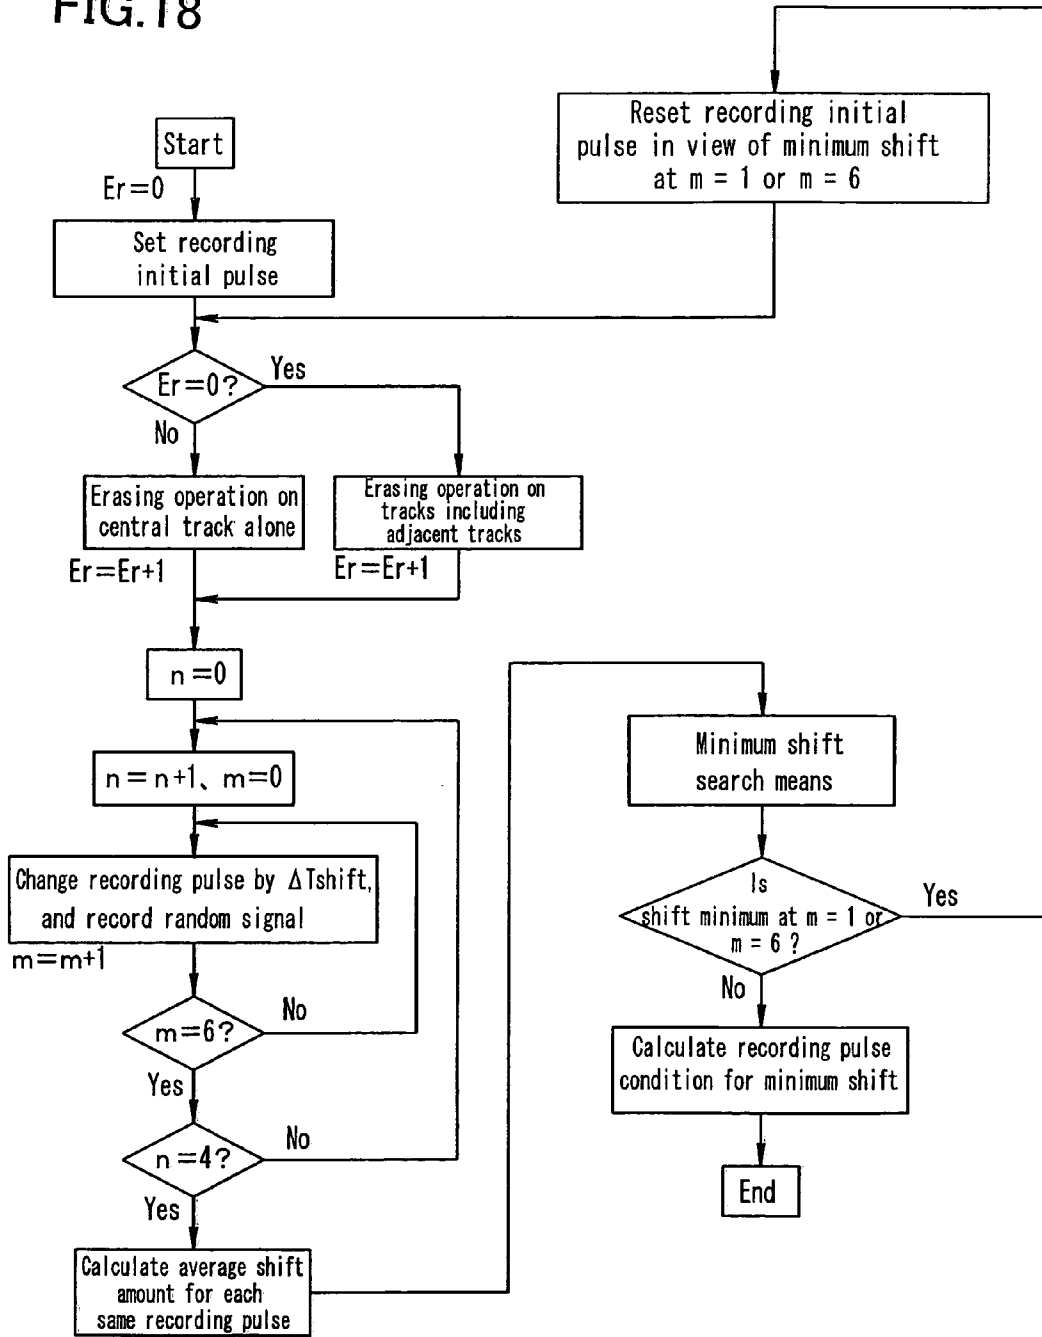 FIG.18
Reset recording initial
pulse in view of minimum shift
at m = 1 or m = 6
Start
Er=0
Set recording
initial pulse
Er=0?
Yes
No
Erasing operation on
central track alone
Er=Er+1
Erasing operation on
tracks including
adjacent tracks
Er=Er+1
n=0
n=n+1、m=0
Change recording pulse by ΔTshift,
and record random signal
m=m+1
m=6?
No
Yes
n=4?
No
Yes
Calculate average shift
amount for each
same recording pulse
Minimum shift
search means
Is
shift minimum at m = 1 or
m = 6 ?
Yes
No
Calculate recording pulse
condition for minimum shift
End